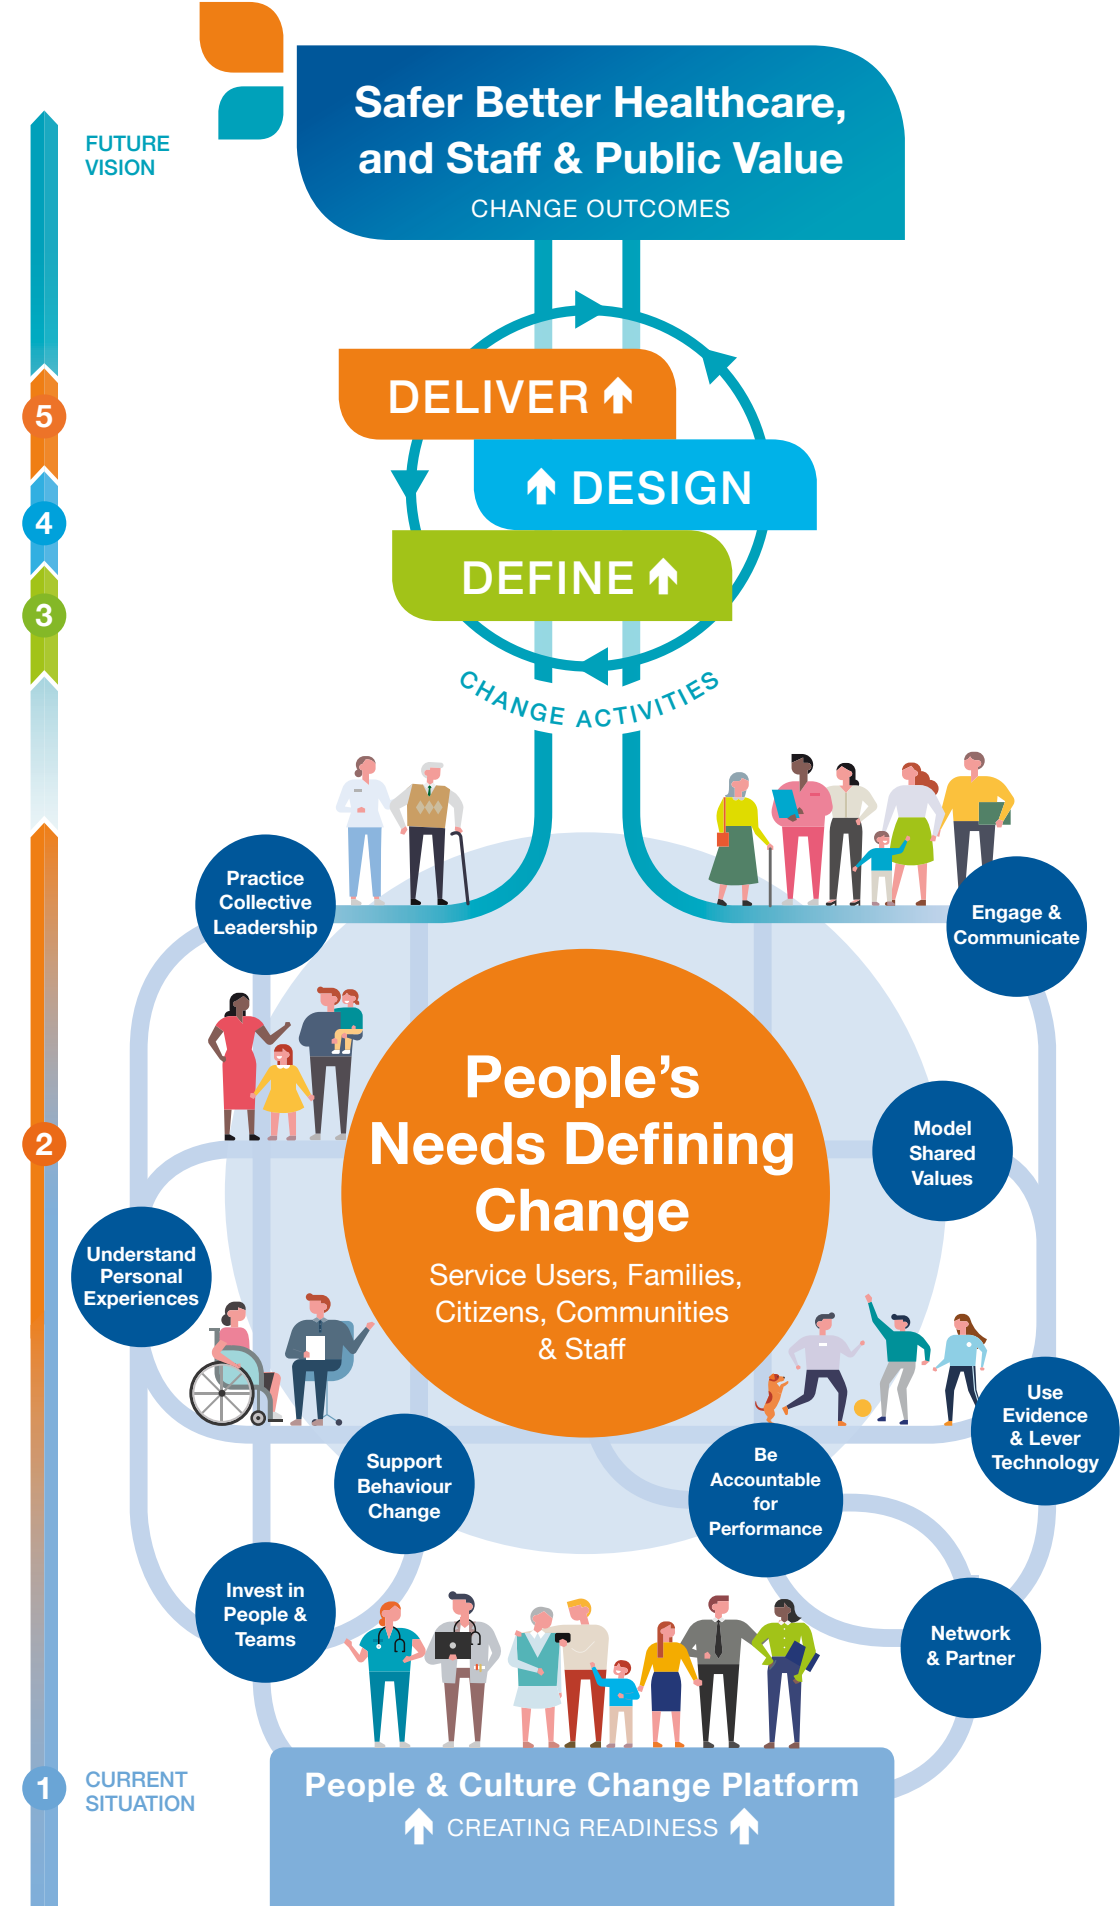 Safer Better Healthcare,
and Staff & Public Value
CHANGE OUTCOMES
FUTURE
VISION
DELIVER
5
DESIGN
4
DEFINE
3
CHANGE ACTIVITIES
Practice
Collective
Leadership
Engage &
Communicate
People’s
Needs Defining
Change
Service Users, Families,
Citizens, Communities
& Staff
Model
Shared
Values
2
Understand
Personal
Experiences
Use
Evidence
& Lever
Technology
Support
Behaviour
Change
Be
Accountable
for
Performance
Invest in
People &
Teams
Network
& Partner
1
CURRENT
SITUATION
People & Culture Change Platform
CREATING READINESS